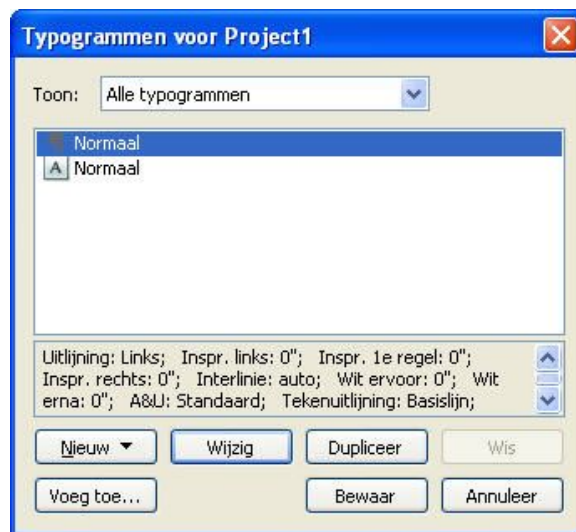 Typogrammen voor Project1
Toon: Alle typogrammen
Normaal
A Normaal
Uitlijning: Links; Inspr. links: 0"; Inspr. 1e regel: 0";
Inspr. rechts: 0"; Interlinie: auto; Wit ervoor: 0"; Wit
erna: 0"; A&U: Standaard; Tekenuitlijning: Basislijn;
Nieuw Wijzig Dupliceer Wis
Voeg toe... Bewaar Annuleer